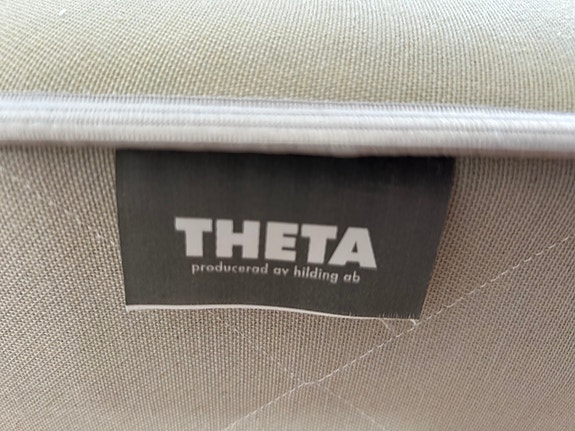 THETA
producerad av hilding ab